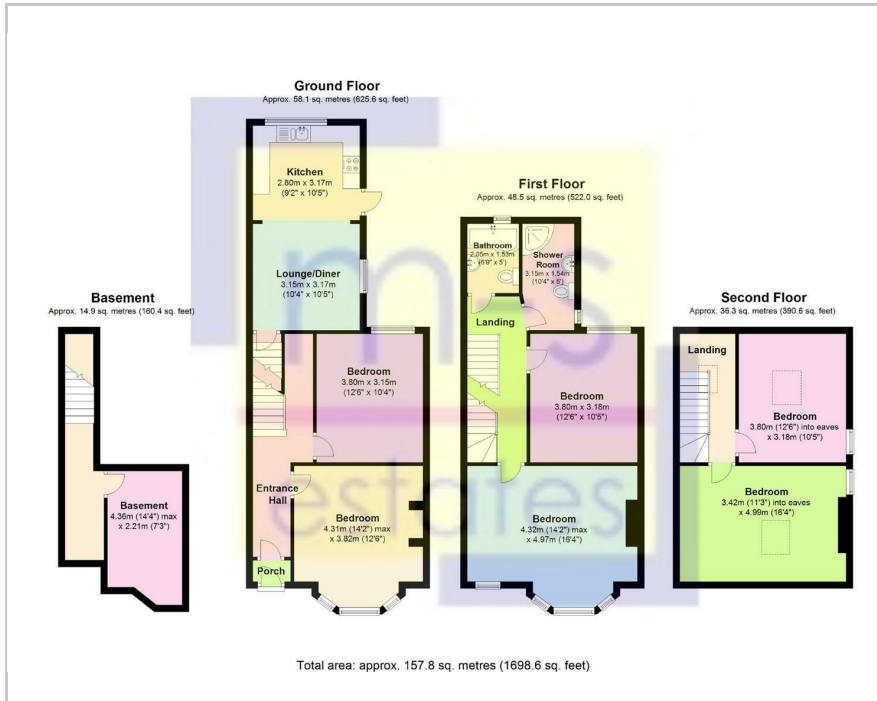 Ground Floor
Approx. 58.1 sq. metres (625.6 sq. feet)
Kitchen
2.80m x 3.17m
(9'2" x 10'5")
Lounge/Diner
3.15m x 3.17m
(10'4" x 10'5")
Bedroom
3.80m x 3.15m
(12'6" x 10'4")
Entrance
Hall
Bedroom
4.31m (14'2") max
x 3.82m (12'6")
Porch
First Floor
Approx. 48.5 sq. metres (522.0 sq. feet)
Bathroom
2.05m x 1.53m
(6'9" x 5')
Shower
Room
3.15m x 1.54m
(10'4" x 5')
Landing
Bedroom
3.80m x 3.18m
(12'6" x 10'5")
Bedroom
4.32m (14'2") max
x 4.97m (16'4")
Basement
Approx. 14.9 sq. metres (160.4 sq. feet)
Basement
4.36m (14'4") max
x 2.21m (7'3")
Second Floor
Approx. 36.3 sq. metres (390.6 sq. feet)
Landing
Bedroom
3.80m (12'6") into eaves
x 3.18m (10'5")
Bedroom
3.42m (11'3") into eaves
x 4.99m (16'4")
estates
Total area: approx. 157.8 sq. metres (1698.6 sq. feet)